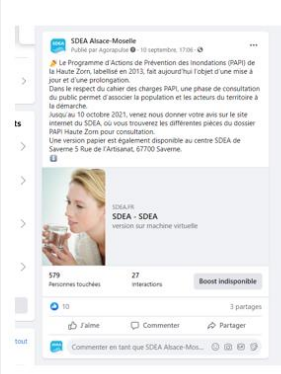 SDEA Alsace-Moselle
Publié par Agorapulse · 10 septembre, 17:06 ·
Le Programme d'Actions de Prévention des Inondations (PAPI) de
la Haute Zorn, labellisé en 2013, fait aujourd'hui l'objet d'une mise à
jour et d'une prolongation.
Dans le respect du cahier des charges PAPI, une phase de consultation
du public permet d'associer la population et les acteurs du territoire à
la démarche.
Jusqu'au 10 octobre 2021, venez nous donner votre avis sur le site
internet du SDEA, où vous trouverez les différentes pièces du dossier
PAPI Haute Zorn pour consultation.
Une version papier est également disponible au centre SDEA de
Saverne 5 Rue de l'Artisanat, 67700 Saverne.
ts
SDEA.FR
SDEA - SDEA
version sur machine virtuelle
579
Personnes touchées
27
Interactions
Boost indisponible
10
3 partages
J'aime
Commenter
Partager
tout
Commenter en tant que SDEA Alsace-Mos...